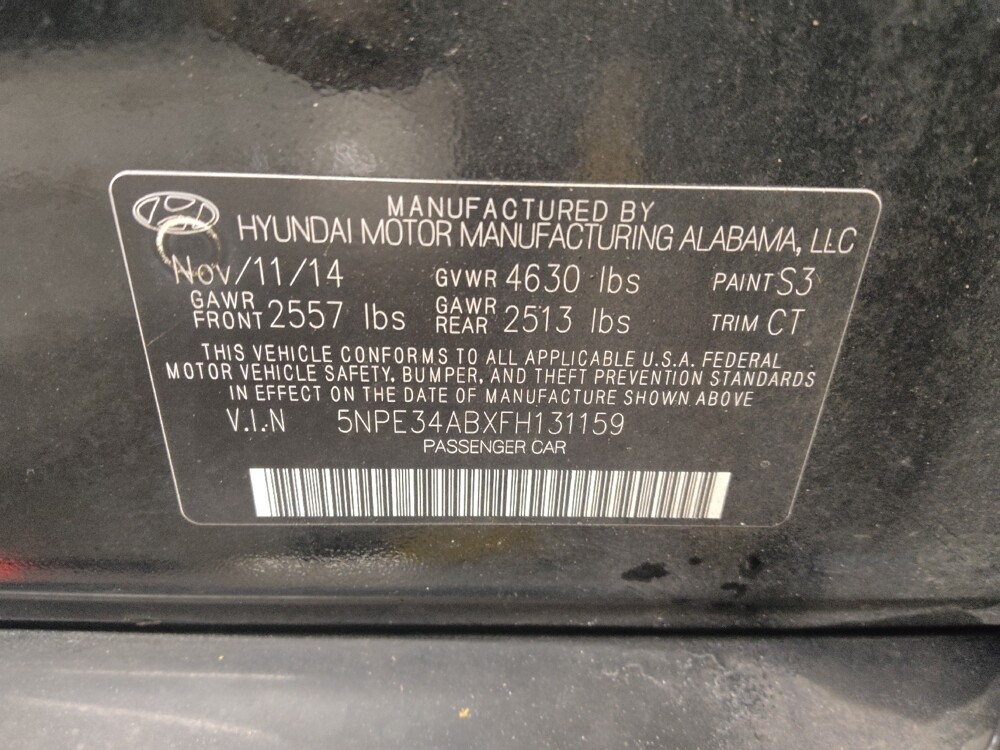 MANUFACTURED BY
HYUNDAI MOTOR MANUFACTURING ALABAMA, LLC
Nov/11/14 GVWR 4630 lbs PAINT S3
GAWR FRONT 2557 lbs GAWR REAR 2513 lbs TRIM CT
THIS VEHICLE CONFORMS TO ALL APPLICABLE U.S.A. FEDERAL
MOTOR VEHICLE SAFETY, BUMPER, AND THEFT PREVENTION STANDARDS
IN EFFECT ON THE DATE OF MANUFACTURE SHOWN ABOVE
V.I.N 5NPE34ABXFH131159
PASSENGER CAR